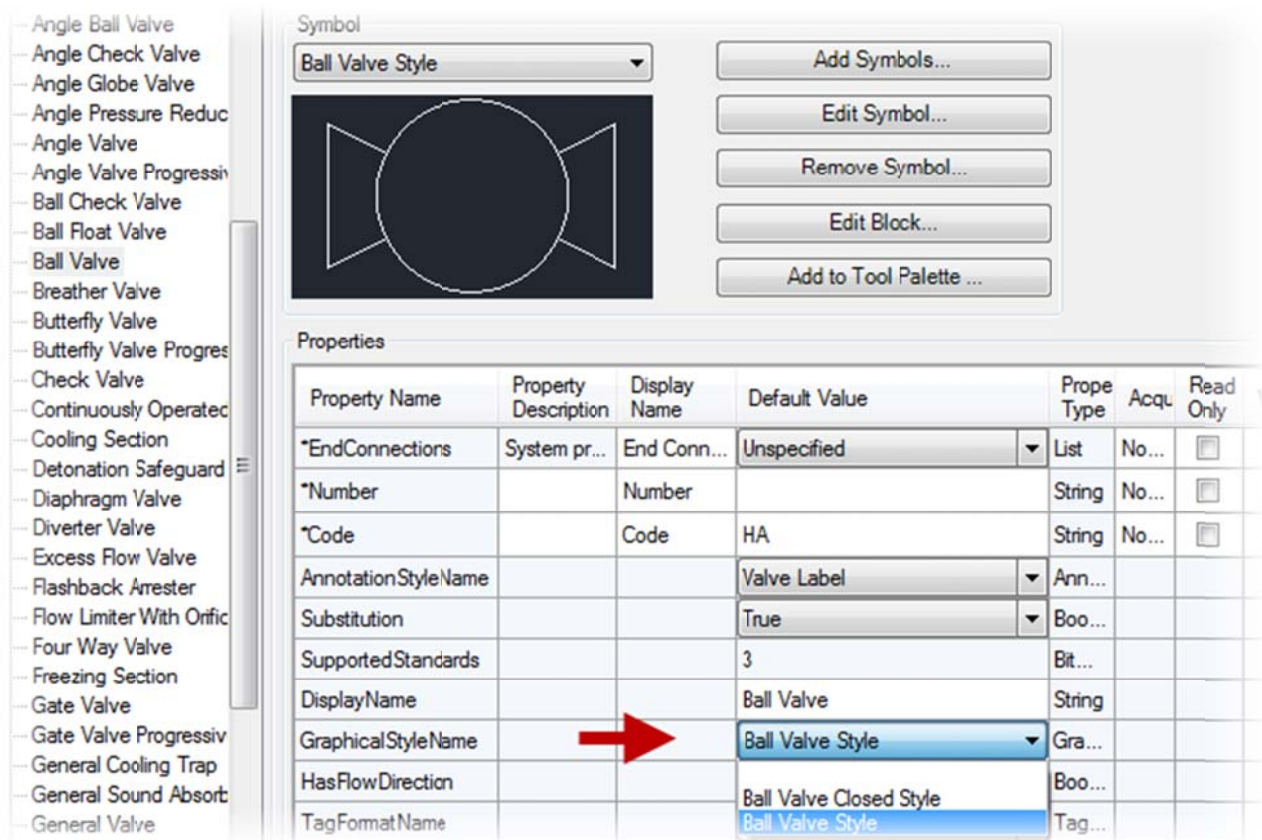 Angle Ball Valve
Angle Check Valve
Angle Globe Valve
Angle Pressure Reduc
Angle Valve
Angle Valve Progressiv
Ball Check Valve
Ball Float Valve
Ball Valve
Breather Valve
Butterfly Valve
Butterfly Valve Progres
Check Valve
Continuously Operated
Cooling Section
Detonation Safeguard
Diaphragm Valve
Diverter Valve
Excess Flow Valve
Flashback Arrester
Flow Limiter With Orific
Four Way Valve
Freezing Section
Gate Valve
Gate Valve Progressiv
General Cooling Trap
General Sound Absorb
General Valve
Symbol
Ball Valve Style
Add Symbols...
Edit Symbol...
Remove Symbol...
Edit Block...
Add to Tool Palette ...
Properties
Property Name Property Description Display Name Default Value Prope Type Acqu Read Only
*EndConnections System pr... End Conn... Unspecified List No...
*Number Number String No...
*Code Code HA String No...
AnnotationStyleName Valve Label Ann...
Substitution True Boo...
SupportedStandards 3 Bit...
DisplayName Ball Valve String
GraphicalStyleName Ball Valve Style Gra...
HasFlowDirection Boo...
Ball Valve Closed Style
TagFormatName Ball Valve Style Tag...